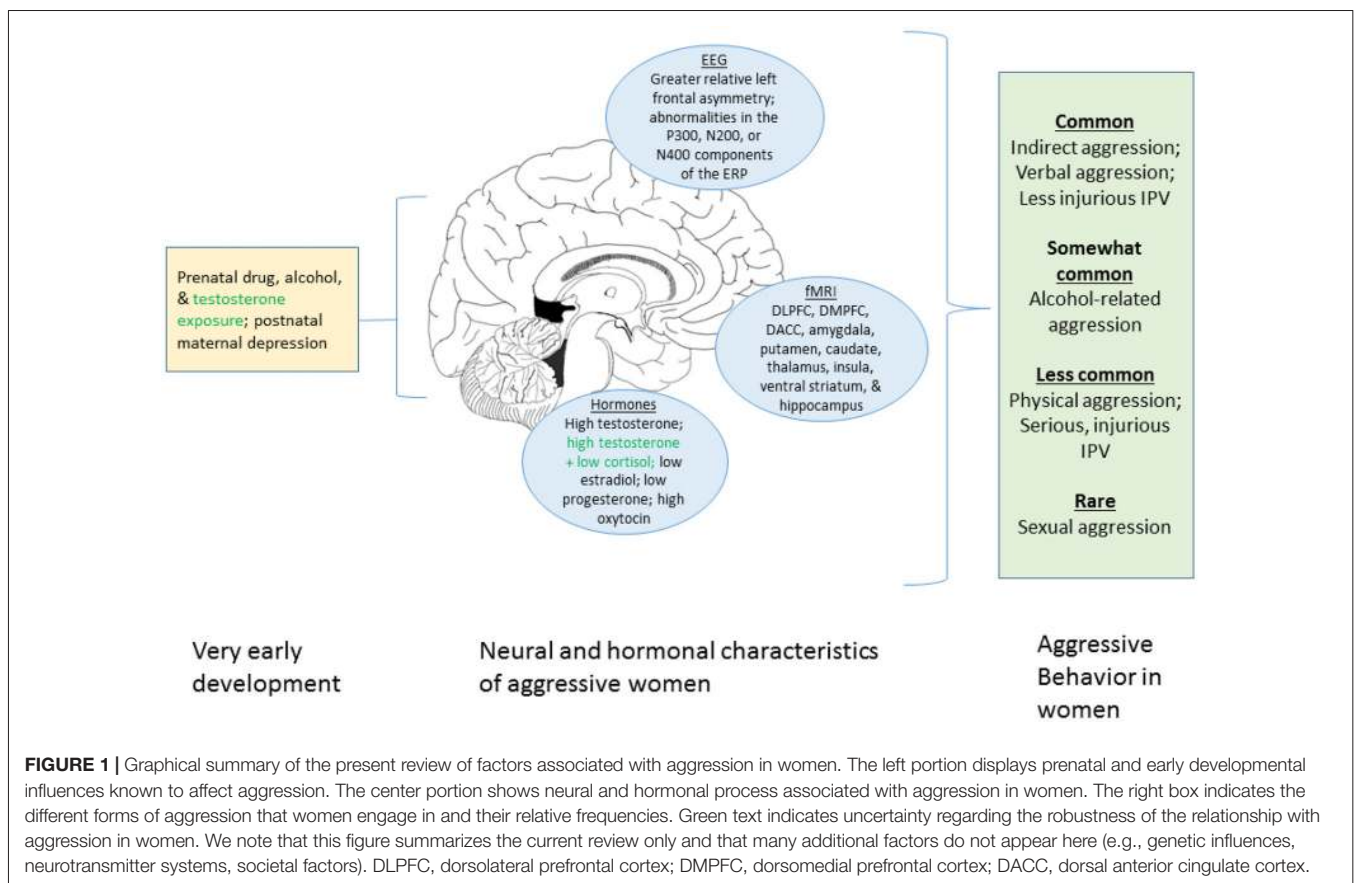 EEG
Greater relative left
frontal asymmetry;
abnormalities in the
P300, N200, or
N400 components
of the ERP
Prenatal drug, alcohol,
& testosterone
exposure; postnatal
maternal depression
fMRI
DLPFC, DMPFC,
DACC, amygdala,
putamen, caudate,
thalamus, insula,
ventral striatum, &
hippocampus
Hormones
High testosterone;
high testosterone
+ low cortisol; low
estradiol; low
progesterone; high
oxytocin
Common
Indirect aggression;
Verbal aggression;
Less injurious IPV
Somewhat
common
Alcohol-related
aggression
Less common
Physical aggression;
Serious, injurious
IPV
Rare
Sexual aggression
Very early
development
Neural and hormonal characteristics
of aggressive women
Aggressive
Behavior in
women
FIGURE 1 | Graphical summary of the present review of factors associated with aggression in women. The left portion displays prenatal and early developmental
influences known to affect aggression. The center portion shows neural and hormonal process associated with aggression in women. The right box indicates the
different forms of aggression that women engage in and their relative frequencies. Green text indicates uncertainty regarding the robustness of the relationship with
aggression in women. We note that this figure summarizes the current review only and that many additional factors do not appear here (e.g., genetic influences,
neurotransmitter systems, societal factors). DLPFC, dorsolateral prefrontal cortex; DMPFC, dorsomedial prefrontal cortex; DACC, dorsal anterior cingulate cortex.